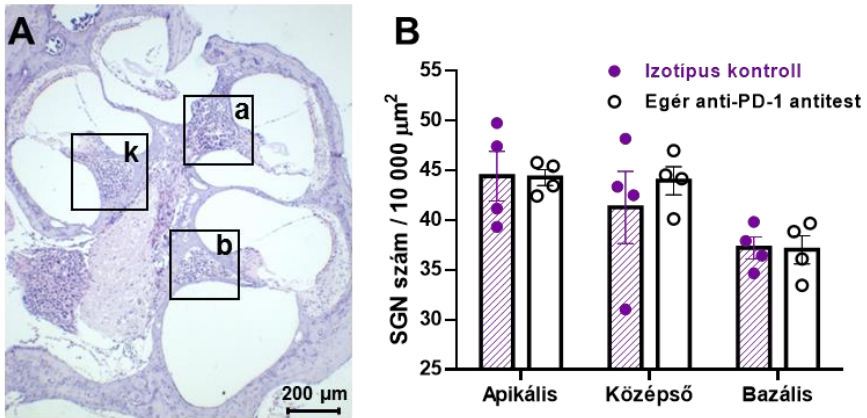 A
a
k
b
200 µm
B
SGN szám / 10 000 µm²
55
50
45
40
35
30
25
Izotípus kontroll
Egér anti-PD-1 antitest
Apikális
Középső
Bazális